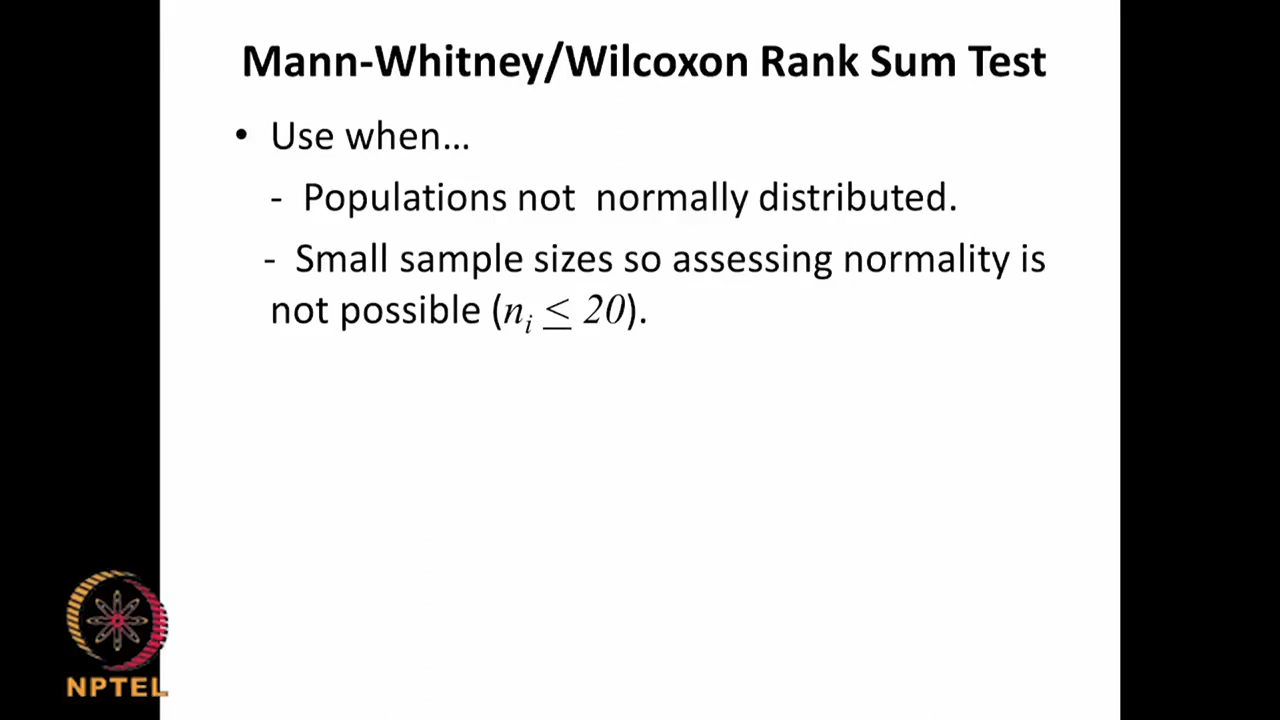 Mann-Whitney/Wilcoxon Rank Sum Test
• Use when…
- Populations not normally distributed.
- Small sample sizes so assessing normality is
not possible (nᵢ ≤ 20).
NPTEL